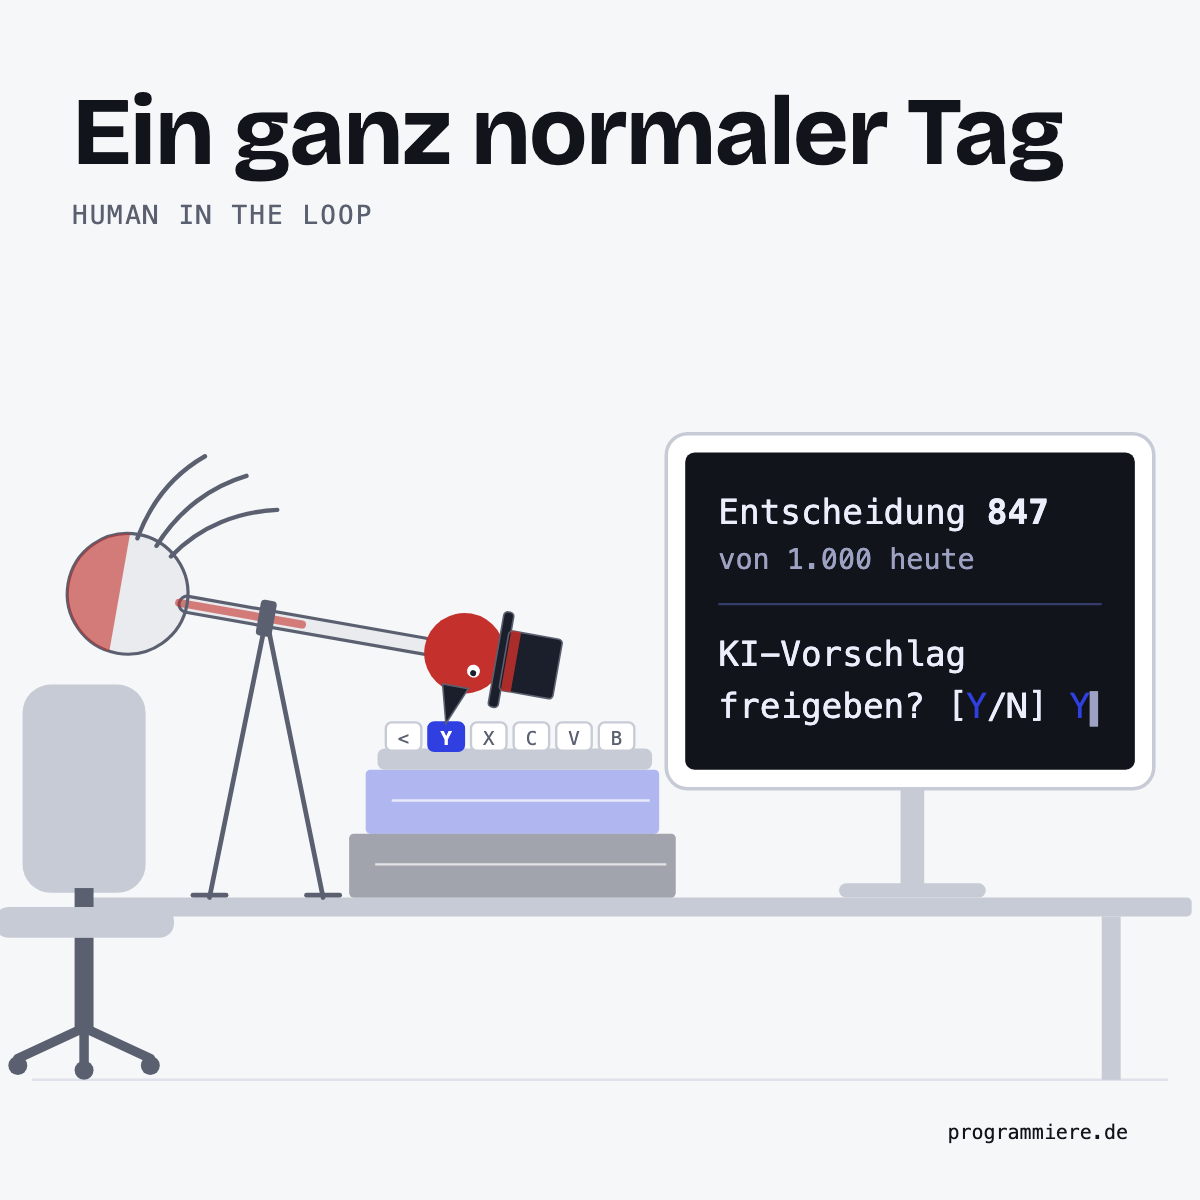 Ein ganz normaler Tag
HUMAN IN THE LOOP
Entscheidung 847
von 1.000 heute
KI–Vorschlag
freigeben? [Y/N] Y
< Y X C V B
programmiere.de